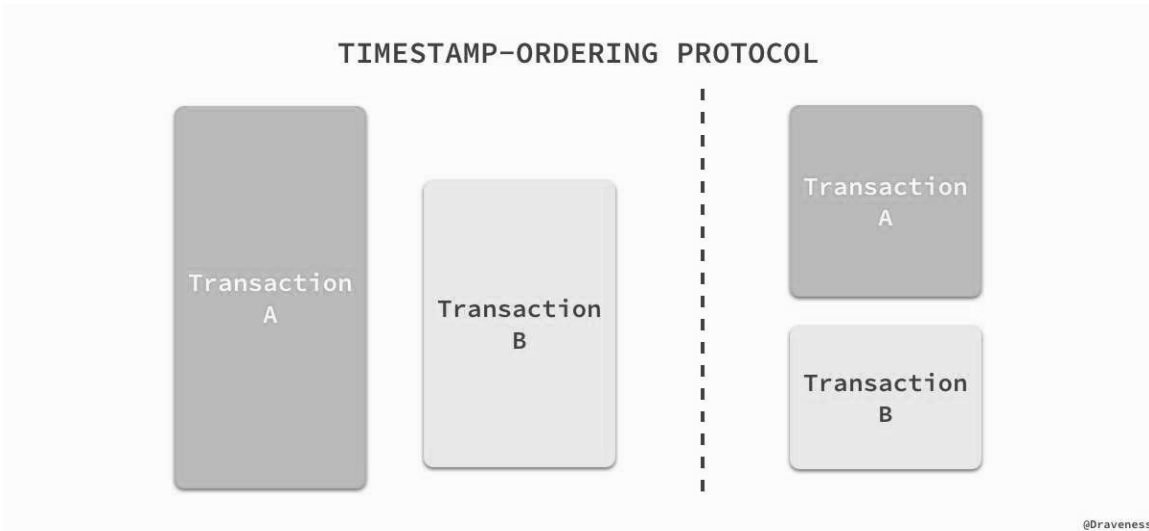 TIMESTAMP-ORDERING PROTOCOL
Transaction
A
Transaction
B
Transaction
A
Transaction
B
@Draveness